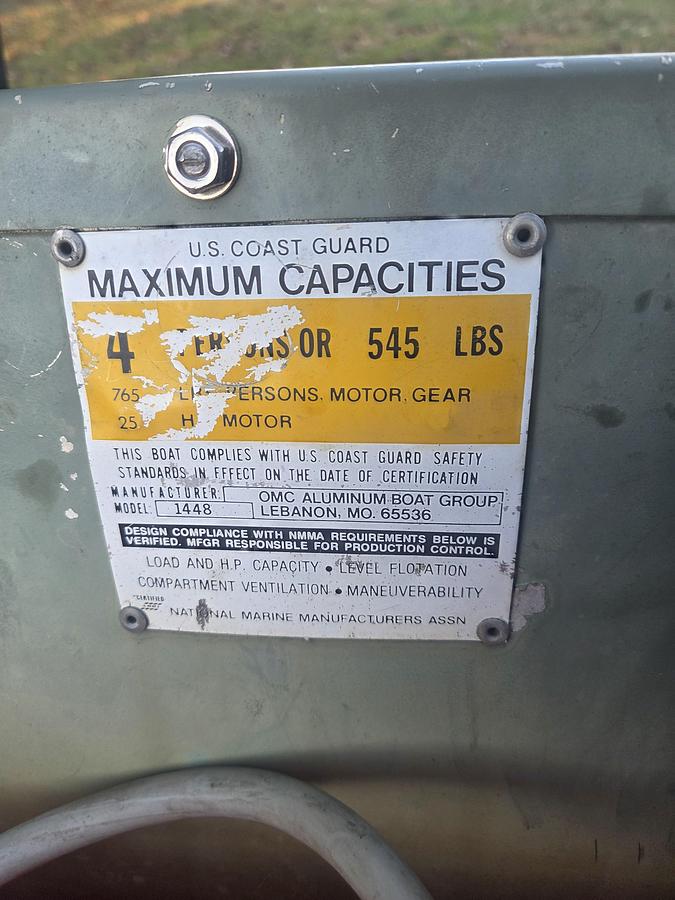 U.S. COAST GUARD
MAXIMUM CAPACITIES
4 PERSONS OR 545 LBS
765 PERSONS, MOTOR, GEAR
25 H MOTOR
THIS BOAT COMPLIES WITH U.S. COAST GUARD SAFETY
STANDARDS IN EFFECT ON THE DATE OF CERTIFICATION
MANUFACTURER: OMC ALUMINUM BOAT GROUP
MODEL: 1448 LEBANON, MO. 65536
DESIGN COMPLIANCE WITH NMMA REQUIREMENTS BELOW IS
VERIFIED. MFGR RESPONSIBLE FOR PRODUCTION CONTROL.
LOAD AND H.P. CAPACITY • LEVEL FLOTATION
COMPARTMENT VENTILATION • MANEUVERABILITY
CERTIFIED
NATIONAL MARINE MANUFACTURERS ASSN